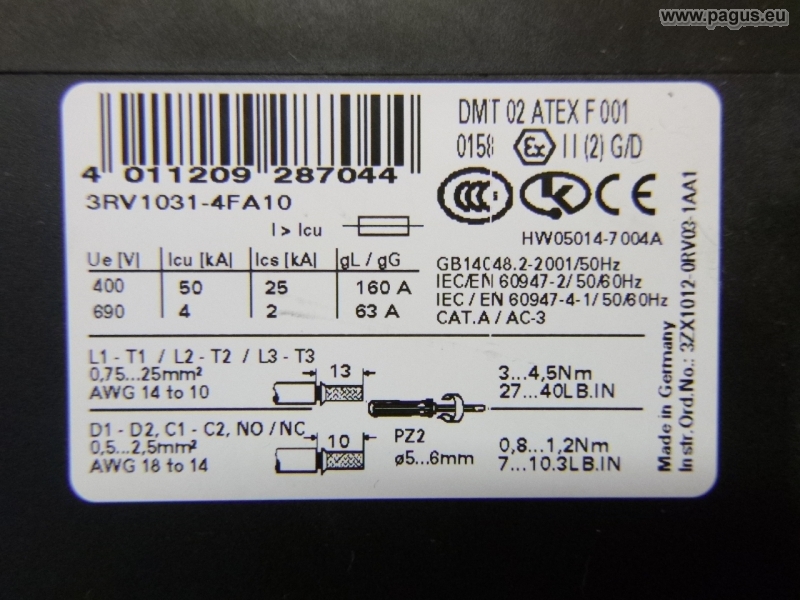 www.pagus.eu
DMT 02 ATEX F 001
0158 Ex II (2) G/D
4 011209 287044
3RV1031-4FA10
I > Icu
CCC K CE
HW05014-7004A
Ue [V] Icu [kA] Ics [kA] gL / gG
400 50 25 160 A
690 4 2 63 A
GB14048.2-2001/50Hz
IEC/EN 60947-2/ 50/60Hz
IEC / EN 60947-4-1/ 50/60Hz
CAT.A / AC-3
L1 - T1 / L2 - T2 / L3 - T3
0,75...25mm²
AWG 14 to 10
13
3...4,5Nm
27...40LB.IN
D1 - D2, C1 - C2, NO / NC
0,5...2,5mm²
AWG 18 to 14
10
PZ2
ø5...6mm
0,8...1,2Nm
7...10.3LB.IN
Made in Germany
Instr.Ord.No.: 3ZX1012-0RV03-1AA1